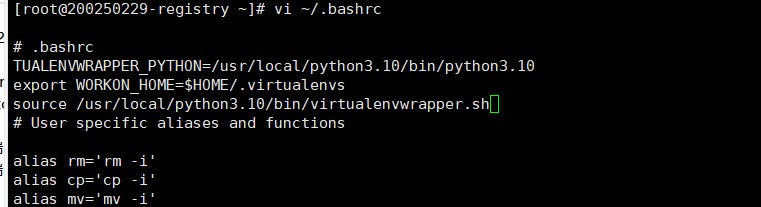 [root@200250229-registry ~]# vi ~/.bashrc
# .bashrc
TUALENVWRAPPER_PYTHON=/usr/local/python3.10/bin/python3.10
export WORKON_HOME=$HOME/.virtualenvs
source /usr/local/python3.10/bin/virtualenvwrapper.sh
# User specific aliases and functions
alias rm='rm -i'
alias cp='cp -i'
alias mv='mv -i'